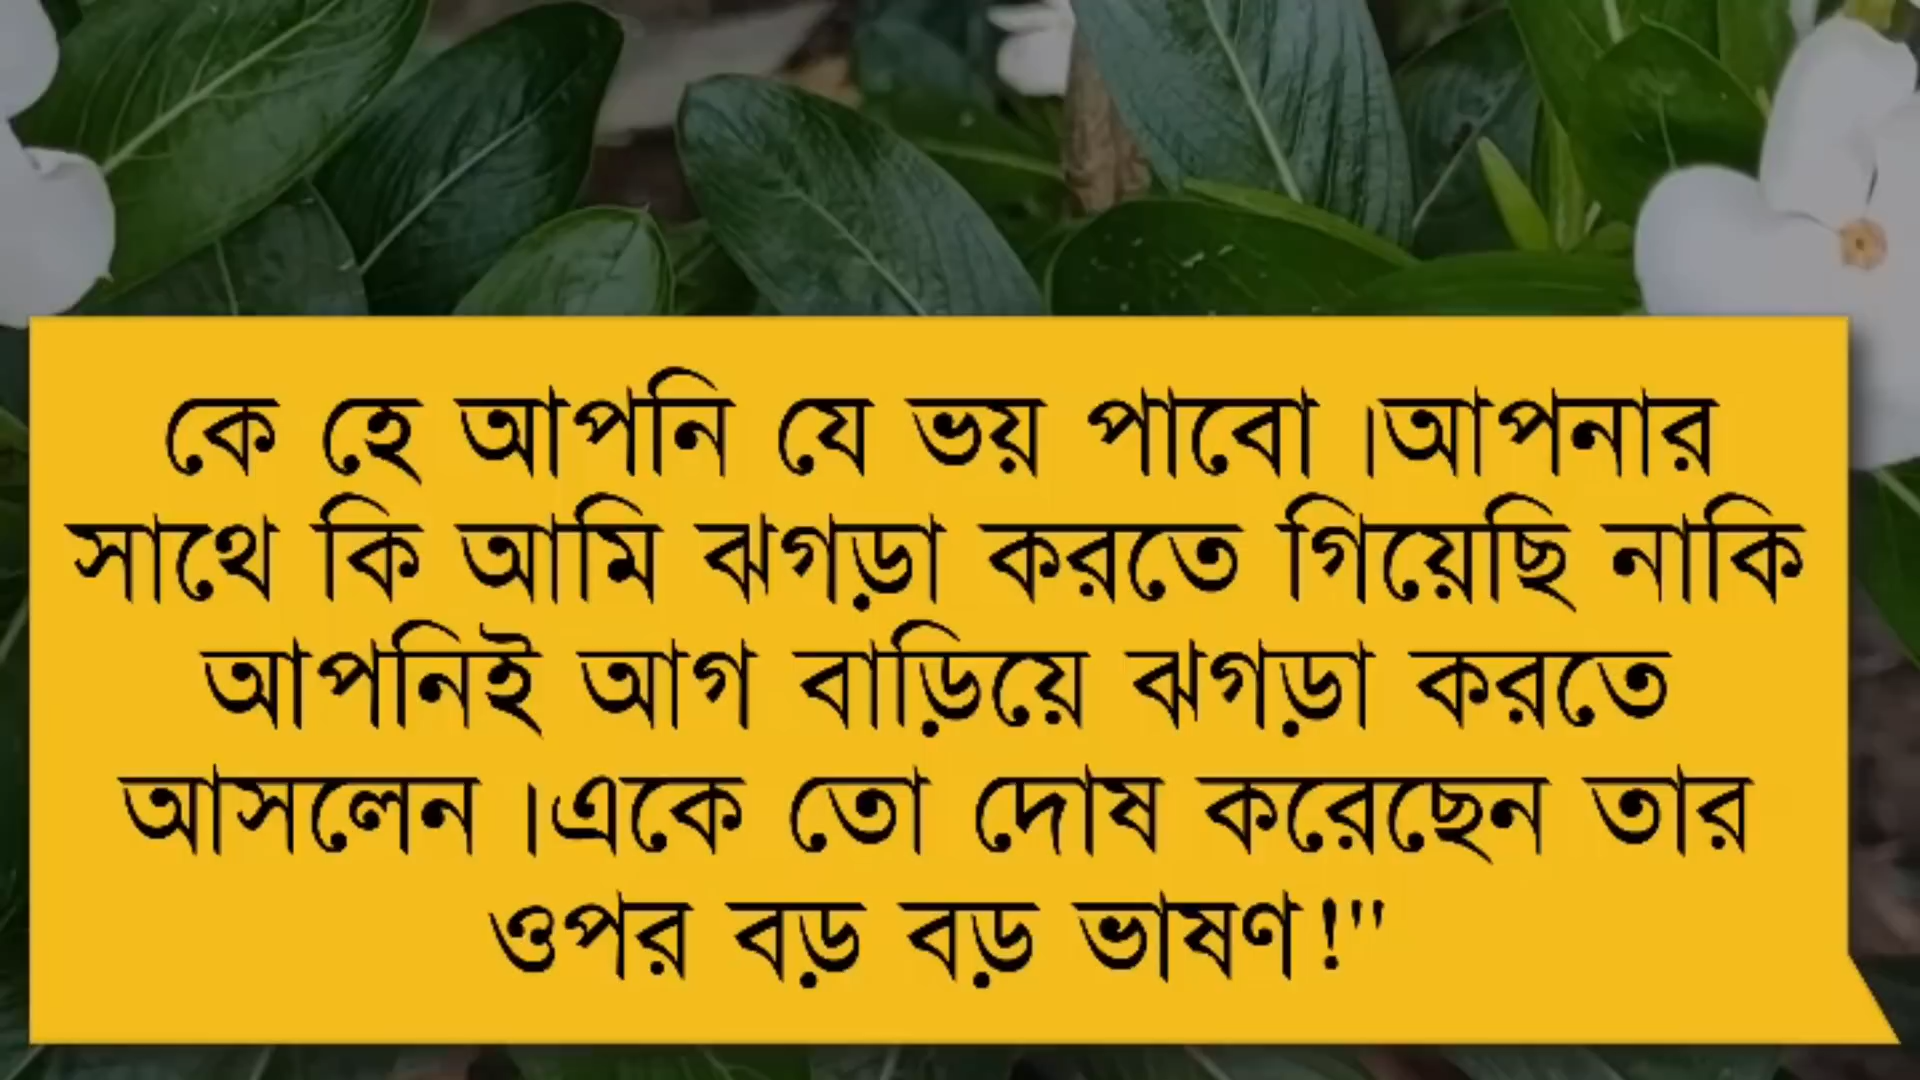 কে হে আপনি যে ভয় পাবো ।আপনার
সাথে কি আমি ঝগড়া করতে গিয়েছি নাকি
আপনিই আগ বাড়িয়ে ঝগড়া করতে
আসলেন ।একে তো দোষ করেছেন তার
ওপর বড় বড় ভাষণ!"